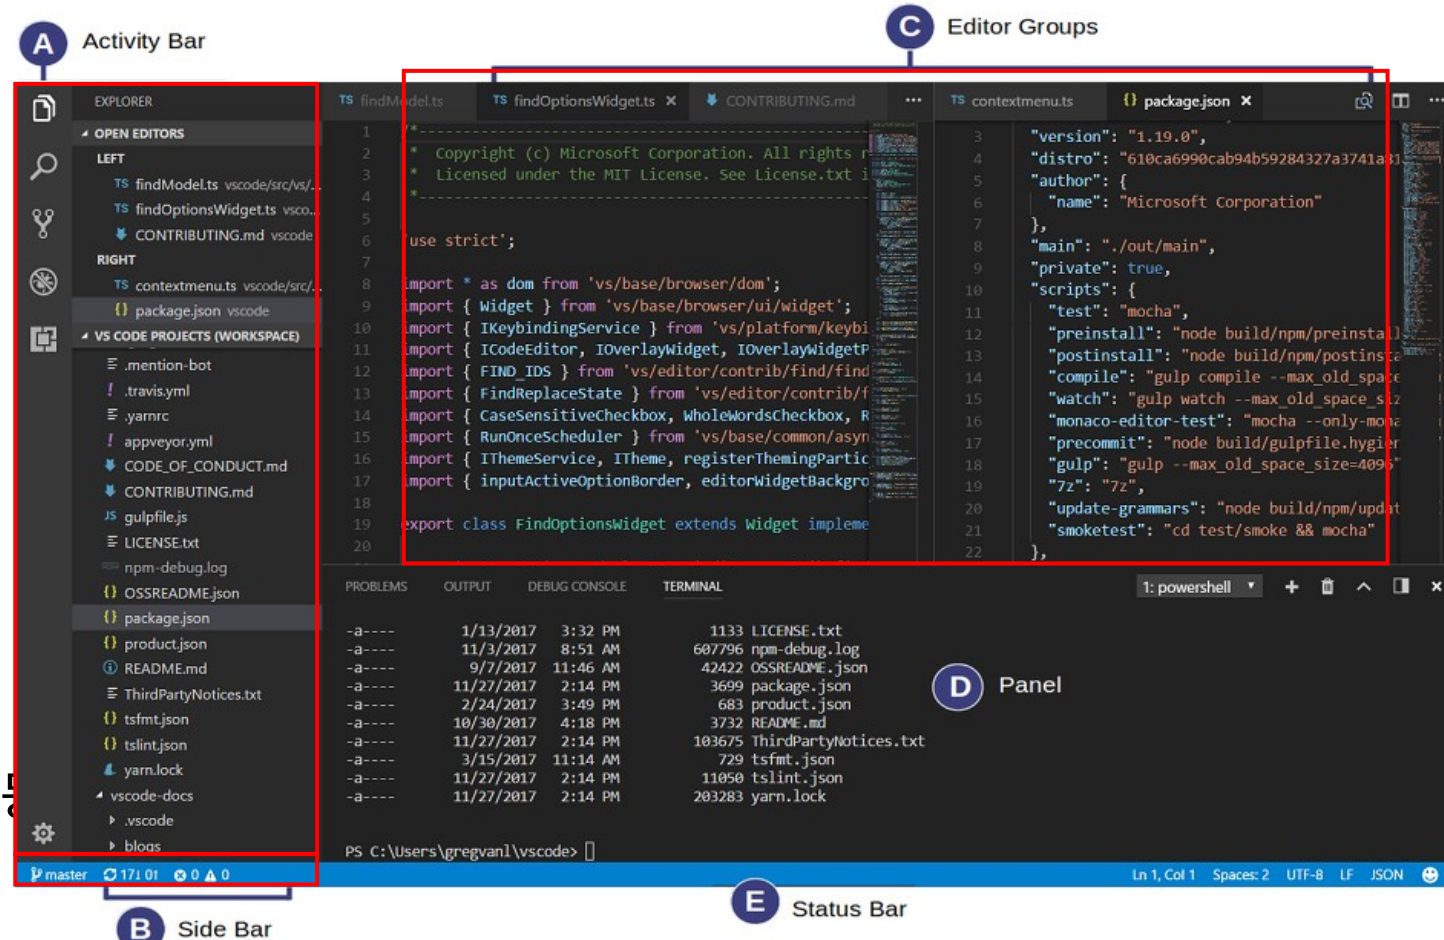 A Activity Bar
C Editor Groups
EXPLORER
OPEN EDITORS
LEFT
TS findModel.ts vscode/src/vs/...
TS findOptionsWidget.ts vsco...
CONTRIBUTING.md vscode
RIGHT
TS contextmenu.ts vscode/src/...
{} package.json vscode
VS CODE PROJECTS (WORKSPACE)
.mention-bot
! .travis.yml
.yarnrc
! appveyor.yml
CODE_OF_CONDUCT.md
CONTRIBUTING.md
JS gulpfile.js
LICENSE.txt
npm-debug.log
{} OSSREADME.json
{} package.json
{} product.json
README.md
ThirdPartyNotices.txt
{} tsfmt.json
{} tslint.json
yarn.lock
vscode-docs
.vscode
blogs
TS findModel.ts TS findOptionsWidget.ts × CONTRIBUTING.md ...
1 /*--------------------------------------------------------
2 * Copyright (c) Microsoft Corporation. All rights r
3 * Licensed under the MIT License. See License.txt i
4 *--------------------------------------------------------
5
6 'use strict';
7
8 import * as dom from 'vs/base/browser/dom';
9 import { Widget } from 'vs/base/browser/ui/widget';
10 import { IKeybindingService } from 'vs/platform/keybi
11 import { ICodeEditor, IOverlayWidget, IOverlayWidgetP
12 import { FIND_IDS } from 'vs/editor/contrib/find/find
13 import { FindReplaceState } from 'vs/editor/contrib/f
14 import { CaseSensitiveCheckbox, WholeWordsCheckbox, R
15 import { RunOnceScheduler } from 'vs/base/common/asyn
16 import { IThemeService, ITheme, registerThemingPartic
17 import { inputActiveOptionBorder, editorWidgetBackgro
18
19 export class FindOptionsWidget extends Widget impleme
20
TS contextmenu.ts {} package.json × ...
3 "version": "1.19.0",
4 "distro": "610ca6990cab94b59284327a3741a81
5 "author": {
6 "name": "Microsoft Corporation"
7 },
8 "main": "./out/main",
9 "private": true,
10 "scripts": {
11 "test": "mocha",
12 "preinstall": "node build/npm/preinstall
13 "postinstall": "node build/npm/postinsta
14 "compile": "gulp compile --max_old_space
15 "watch": "gulp watch --max_old_space_siz
16 "monaco-editor-test": "mocha --only-mona
17 "precommit": "node build/gulpfile.hygien
18 "gulp": "gulp --max_old_space_size=4096"
19 "7z": "7z",
20 "update-grammars": "node build/npm/updat
21 "smoketest": "cd test/smoke && mocha"
22 },
PROBLEMS OUTPUT DEBUG CONSOLE TERMINAL 1: powershell
-a---- 1/13/2017 3:32 PM 1133 LICENSE.txt
-a---- 11/3/2017 8:51 AM 607796 npm-debug.log
-a---- 9/7/2017 11:46 AM 42422 OSSREADME.json
-a---- 11/27/2017 2:14 PM 3699 package.json
-a---- 2/24/2017 3:49 PM 683 product.json
-a---- 10/30/2017 4:18 PM 3732 README.md
-a---- 11/27/2017 2:14 PM 103675 ThirdPartyNotices.txt
-a---- 3/15/2017 11:14 AM 729 tsfmt.json
-a---- 11/27/2017 2:14 PM 11050 tslint.json
-a---- 11/27/2017 2:14 PM 203283 yarn.lock
PS C:\Users\gregvanl\vscode>
D Panel
master 17↓ 0↑ 0 0
Ln 1, Col 1 Spaces: 2 UTF-8 LF JSON
B Side Bar
E Status Bar